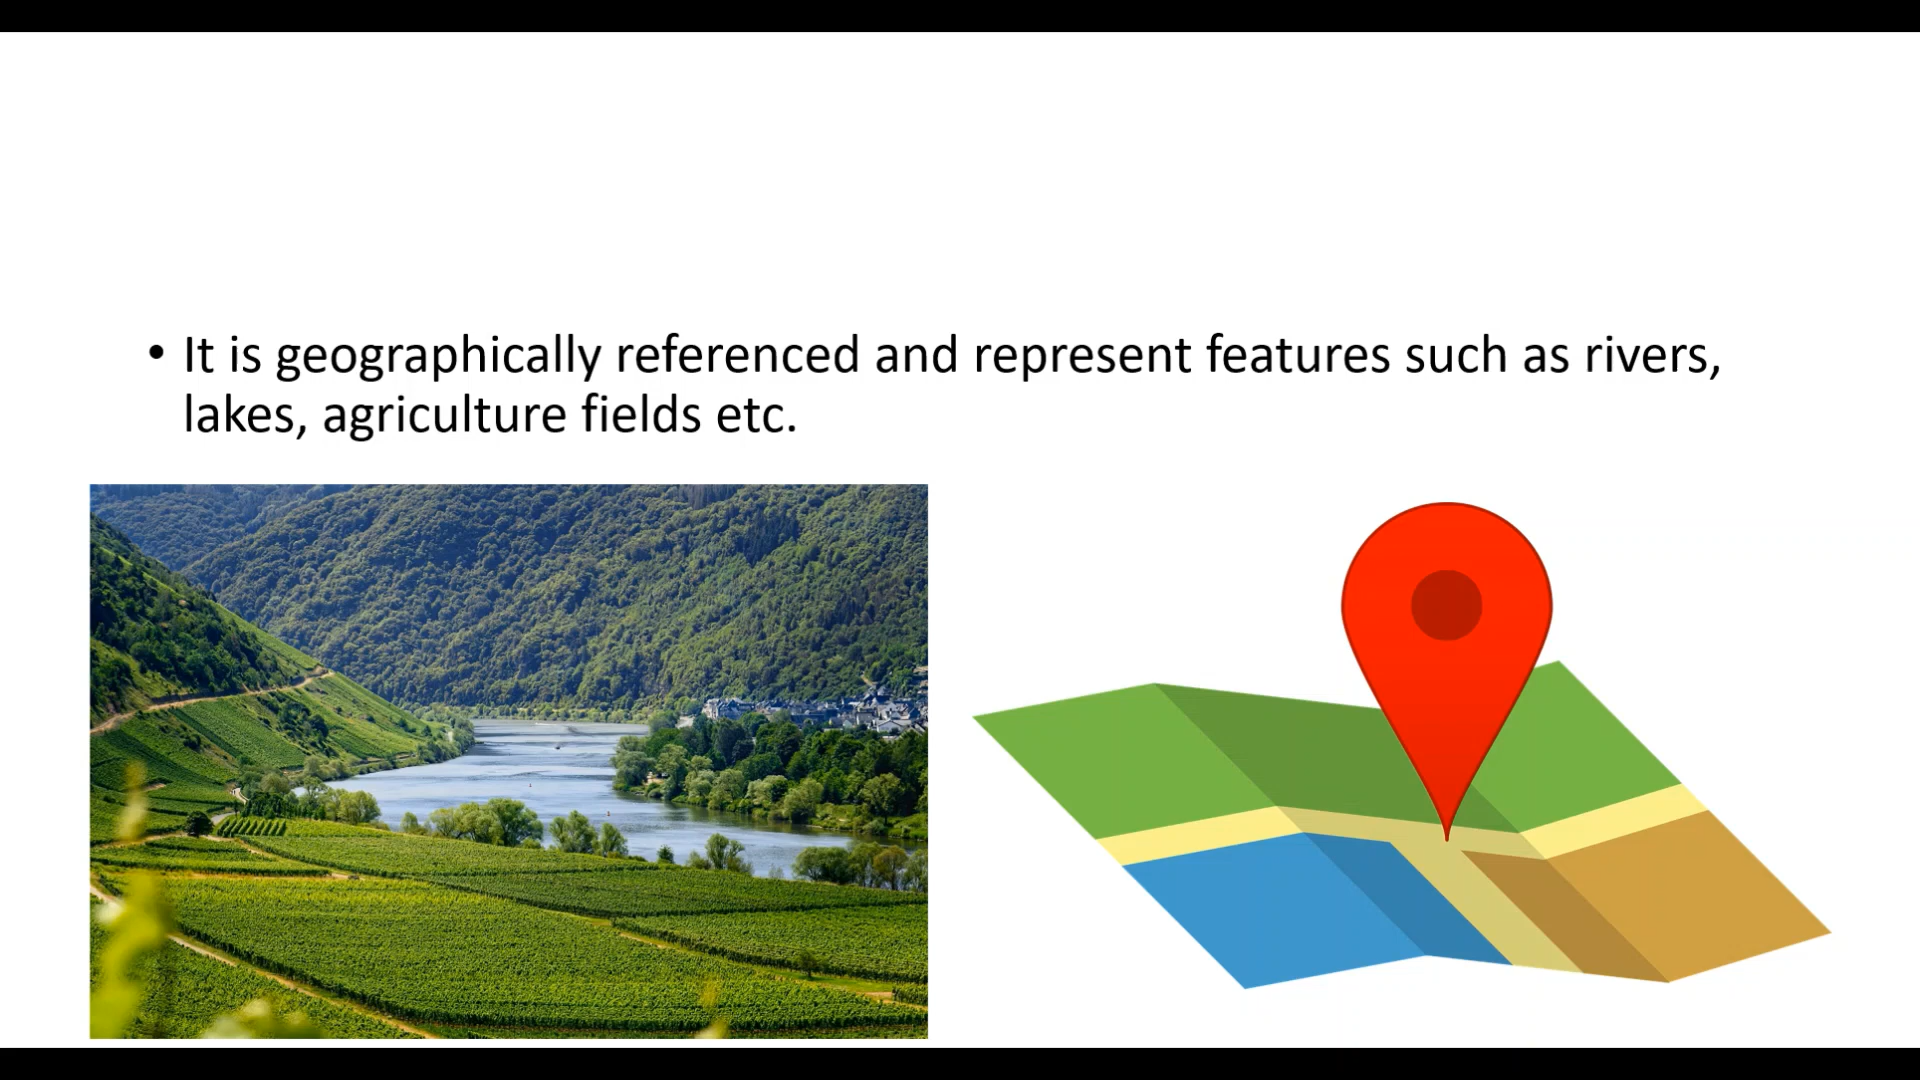 • It is geographically referenced and represent features such as rivers,
lakes, agriculture fields etc.